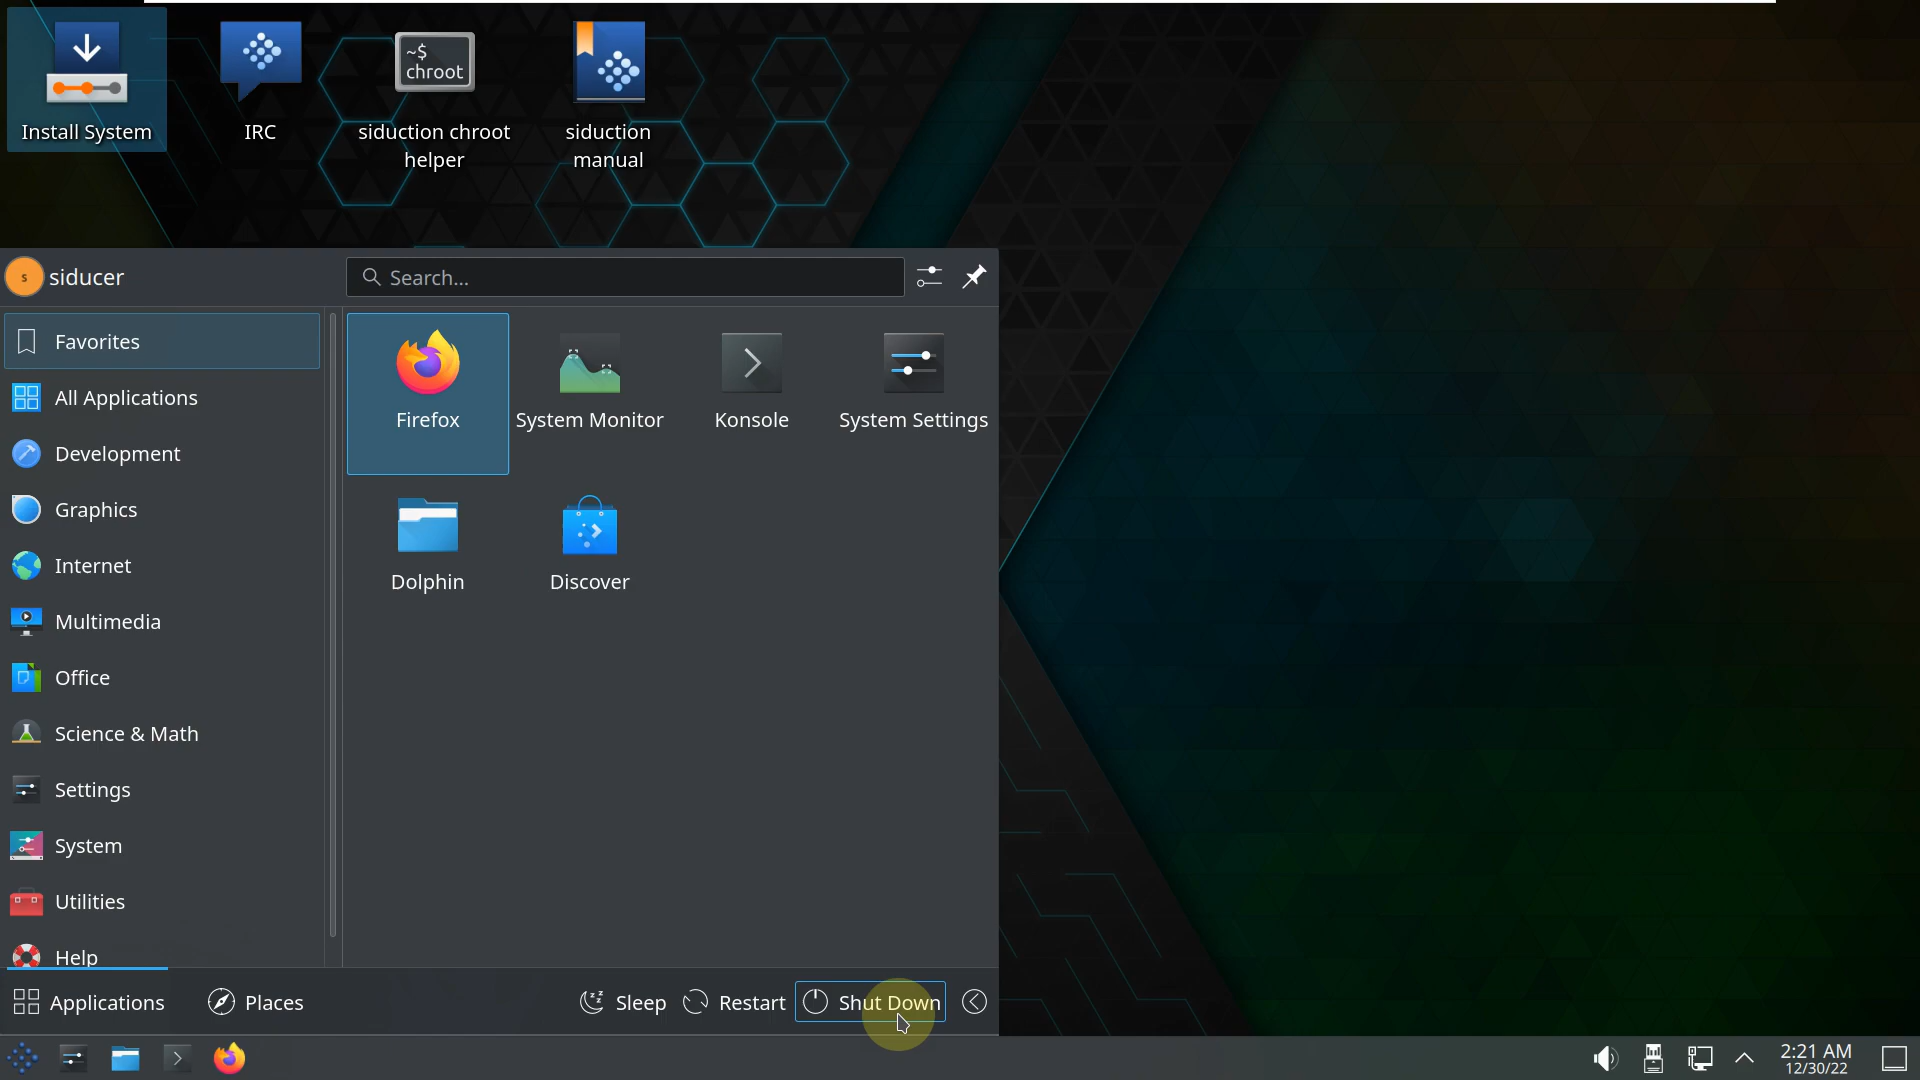 ~$
chroot
Install System
IRC
siduction chroot
helper
siduction
manual
s
siducer
Search...
Favorites
All Applications
Development
Graphics
Internet
Multimedia
Office
Science & Math
Settings
System
Utilities
Help
Firefox
System Monitor
Konsole
System Settings
Dolphin
Discover
Applications
Places
Sleep
Restart
Shut Down
2:21 AM
12/30/22